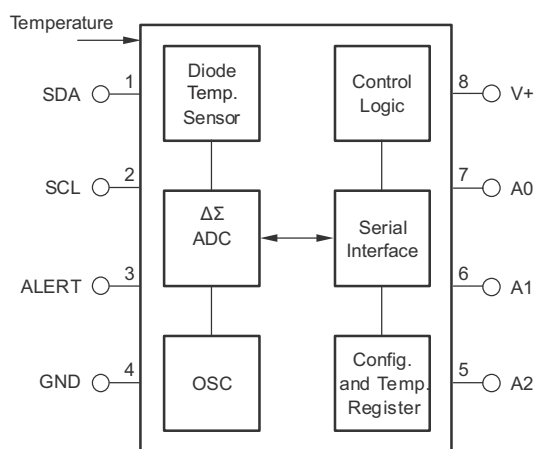 Temperature
SDA
1
SCL
2
ALERT
3
GND
4
Diode
Temp.
Sensor
ΔΣ
ADC
OSC
Control
Logic
Serial
Interface
Config.
and Temp.
Register
8
V+
7
A0
6
A1
5
A2